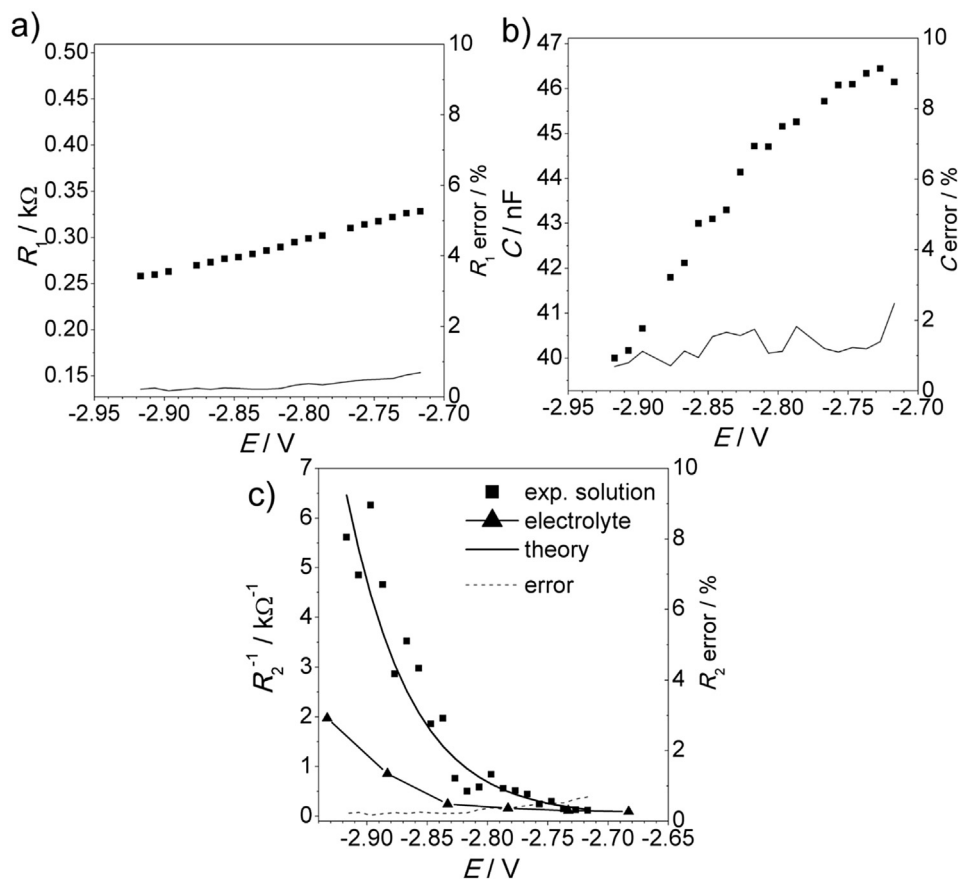 a)
0.50
0.45
0.40
0.35
0.30
0.25
0.20
0.15
R1 / kΩ
10
8
6
4
2
0
R1 error / %
-2.95 -2.90 -2.85 -2.80 -2.75 -2.70
E / V
b)
47
46
45
44
43
42
41
40
C / nF
10
8
6
4
2
0
C error / %
-2.95 -2.90 -2.85 -2.80 -2.75 -2.70
E / V
c)
7
6
5
4
3
2
1
0
R2⁻¹ / kΩ⁻¹
exp. solution
electrolyte
theory
error
10
8
6
4
2
0
R2 error / %
-2.90 -2.85 -2.80 -2.75 -2.70 -2.65
E / V